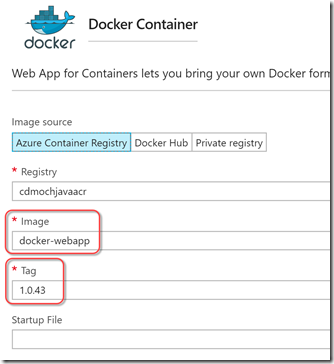 docker
Docker Container
Web App for Containers lets you bring your own Docker form
Image source
Azure Container Registry Docker Hub Private registry
* Registry
cdmochjavaacr
* Image
docker-webapp
* Tag
1.0.43
Startup File